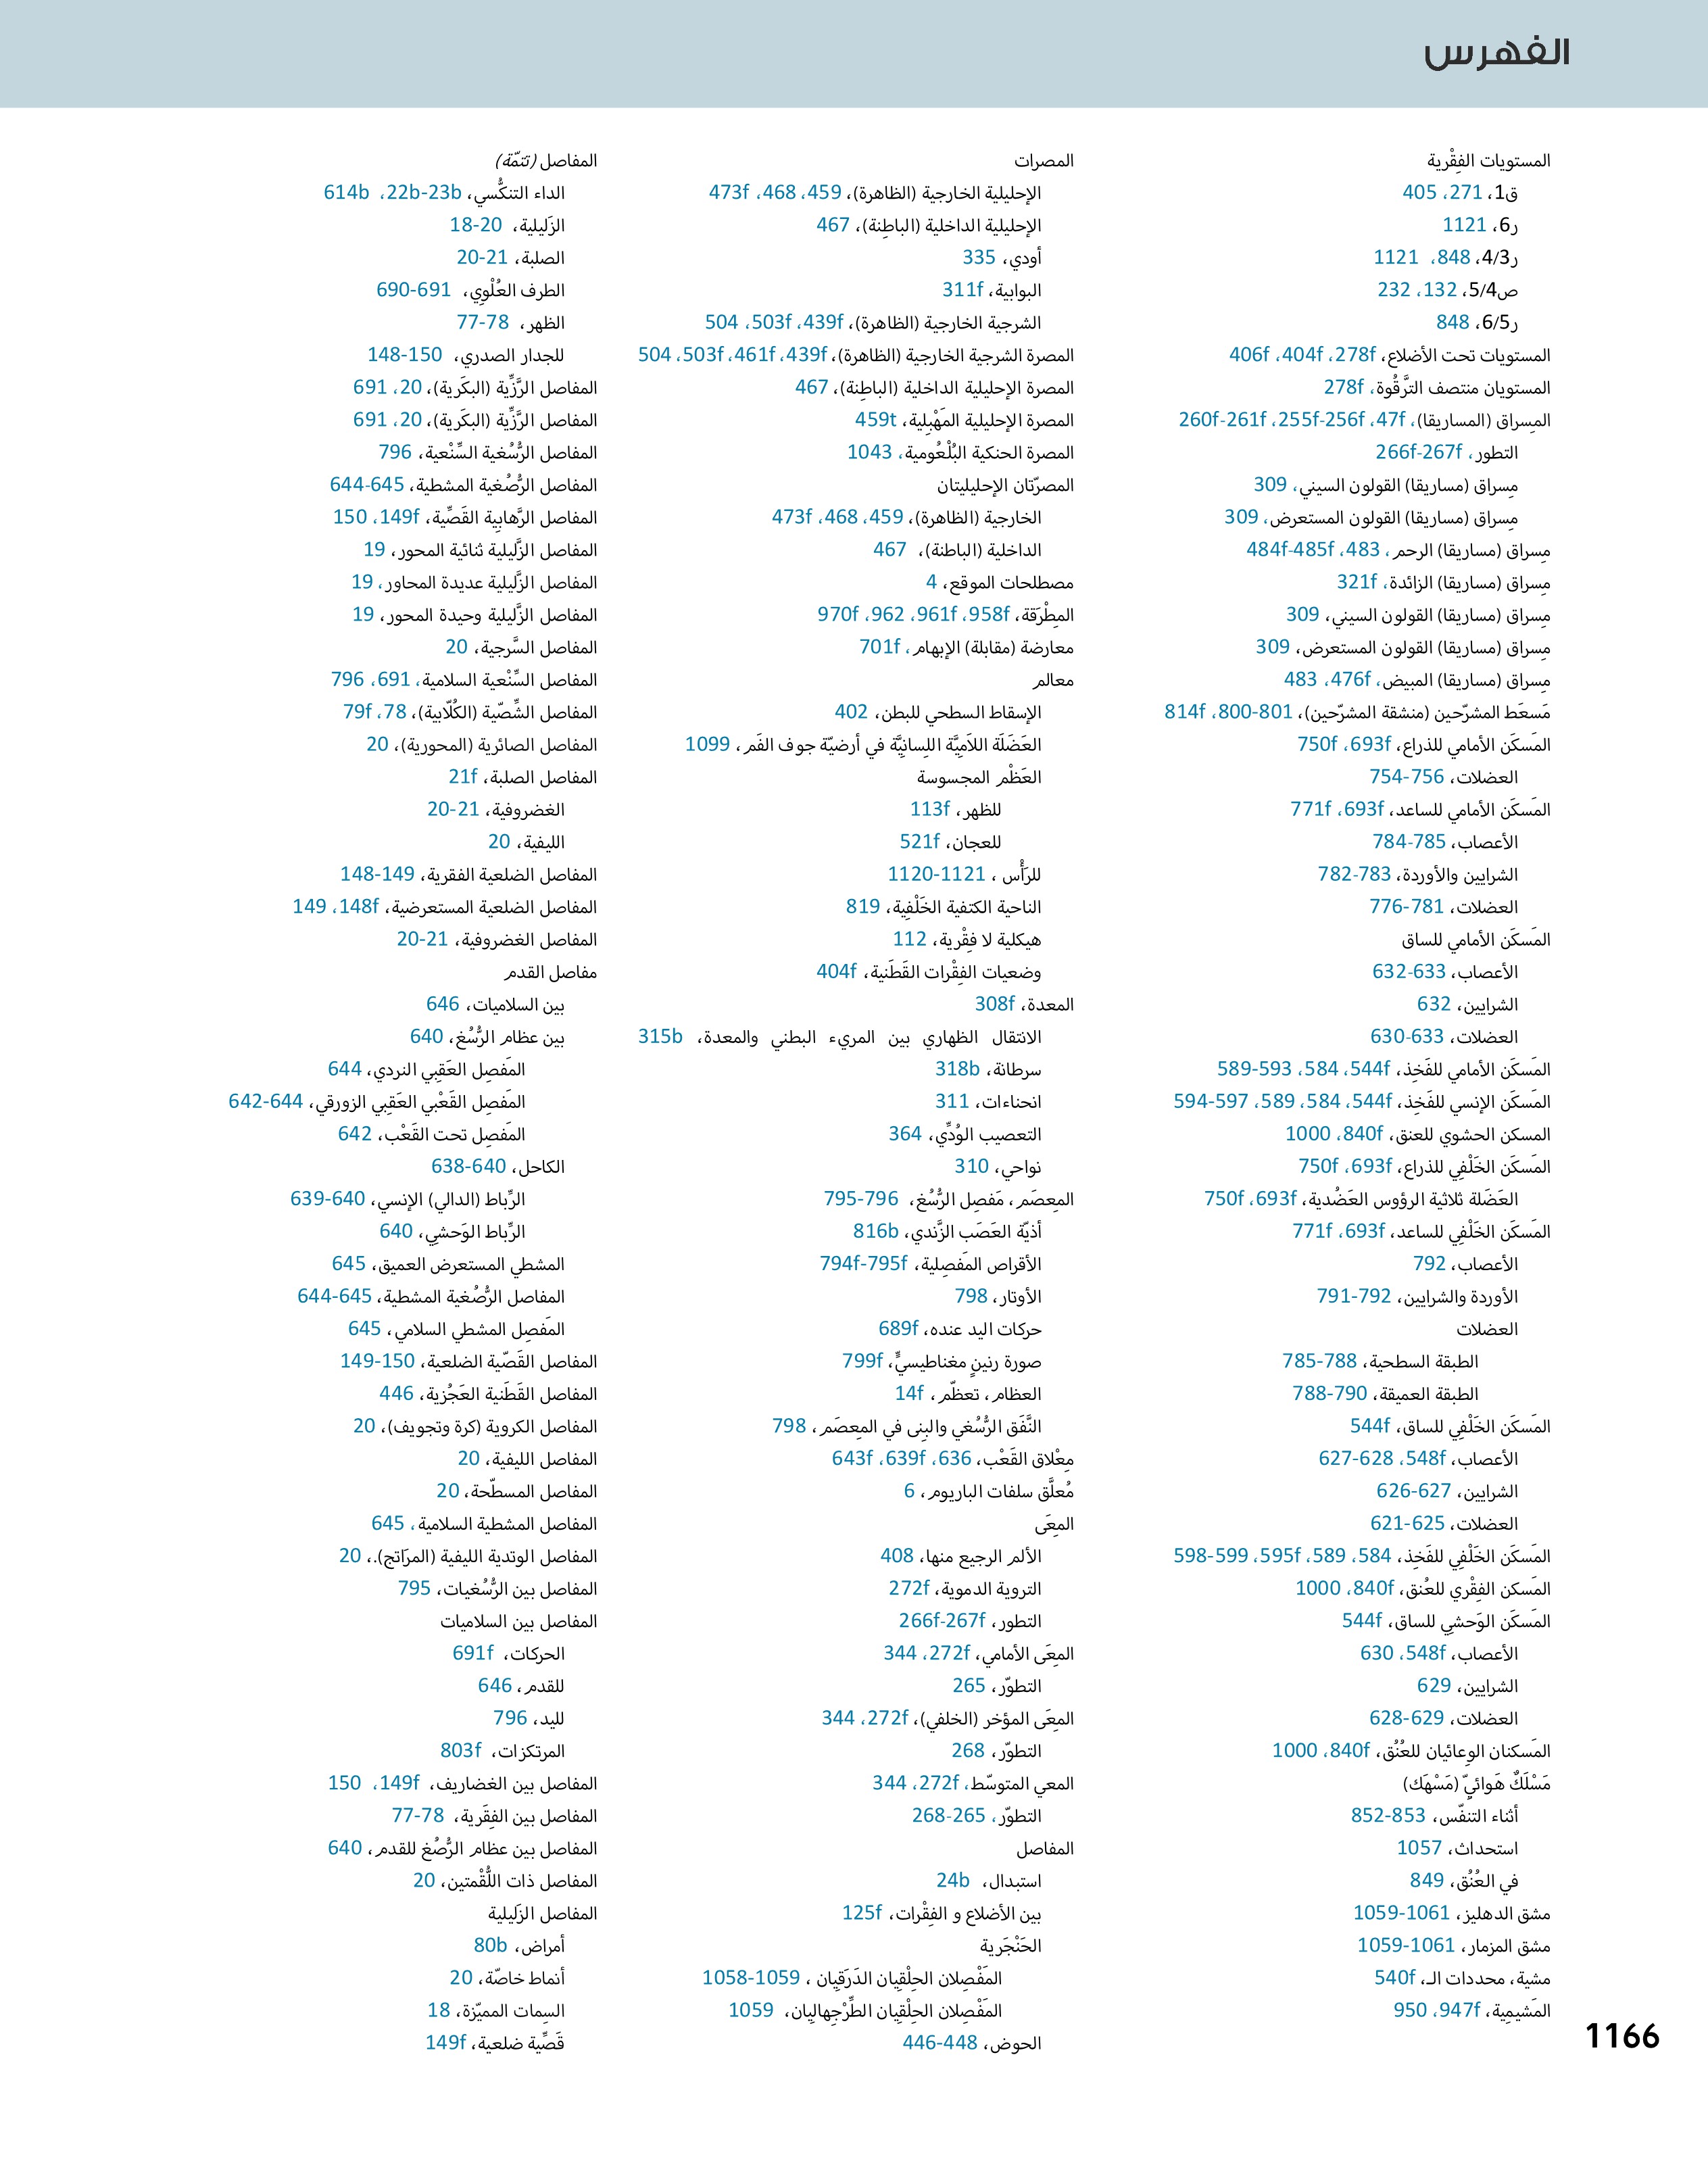 الفهرس
المستويات الفِقْرية
ق1، 271، 405
ر6، 1121
ر4/3، 848، 1121
ص5/4، 132، 232
ر6/5، 848
المستويات تحت الأضلاع، 278f، 404f، 406f
المستويان منتصف الترَّقُوة، 278f
المِسراق (المساريقا)، 47f، 255f-256f، 260f-261f
التطور، 266f-267f
مِسراق (مساريقا) القولون السيني، 309
مِسراق (مساريقا) القولون المستعرض، 309
مِسراق (مساريقا) الرحم، 483، 484f-485f
مِسراق (مساريقا) الزائدة، 321f
مِسراق (مساريقا) القولون السيني، 309
مِسراق (مساريقا) القولون المستعرض، 309
مِسراق (مساريقا) المبيض، 476f، 483
مَسعَط المشرّحين (منشقة المشرّحين)، 800-801، 814f
المَسكَن الأمامي للذراع، 693f، 750f
العضلات، 754-756
المَسكَن الأمامي للساعد، 693f، 771f
الأعصاب، 784-785
الشرايين والأوردة، 782-783
العضلات، 776-781
المَسكَن الأمامي للساق
الأعصاب، 632-633
الشرايين، 632
العضلات، 630-633
المَسكَن الأمامي للفَخِذ، 544f، 584، 589-593
المَسكَن الإنسي للفَخِذ، 544f، 584، 589، 594-597
المسكن الحشوي للعنق، 840f، 1000
المَسكَن الخَلْفِي للذراع، 693f، 750f
العَضَلة ثلاثية الرؤوس العَضُدية، 693f، 750f
المَسكَن الخَلْفِي للساعد، 693f، 771f
الأعصاب، 792
الأوردة والشرايين، 791-792
العضلات
الطبقة السطحية، 785-788
الطبقة العميقة، 788-790
المَسكَن الخَلْفِي للساق، 544f
الأعصاب، 548f، 627-628
الشرايين، 626-627
العضلات، 621-625
المَسكَن الخَلْفِي للفَخِذ، 584، 589، 595f، 598-599
المَسكن الفِقْري للعُنق، 840f، 1000
المَسكَن الوَحشي للساق، 544f
الأعصاب، 548f، 630
الشرايين، 629
العضلات، 628-629
المَسكنان الوِعائيان للعُنُق، 840f، 1000
مَسْلَكٌ هَوائيّ (مَسْهَك)
أثناء التنفّس، 852-853
استحداث، 1057
في العُنُق، 849
مشق الدهليز، 1059-1061
مشق المزمار، 1059-1061
مشية، محددات الـ، 540f
المَشيمِية، 947f، 950
المصرات
الإحليلية الخارجية (الظاهرة)، 459، 468، 473f
الإحليلية الداخلية (الباطِنة)، 467
أودي، 335
البوابية، 311f
الشرجية الخارجية (الظاهرة)، 439f، 503f، 504
المصرة الشرجية الخارجية (الظاهرة)، 439f، 461f، 503f، 504
المصرة الإحليلية الداخلية (الباطِنة)، 467
المصرة الإحليلية المَهْبِلية، 459t
المصرة الحنكية البُلْعُومية، 1043
المصرّتان الإحليليتان
الخارجية (الظاهرة)، 459، 468، 473f
الداخلية (الباطنة)، 467
مصطلحات الموقع، 4
المِطْرَقة، 958f، 961f، 962، 970f
معارضة (مقابلة) الإبهام، 701f
معالم
الإسقاط السطحي للبطن، 402
العَضَلَة اللاَمِيَّة اللِسانِيَّة في أرضيّة جوف الفَم، 1099
العَظْم المجسوسة
للظهر، 113f
للعجان، 521f
للرَأْس ، 1120-1121
الناحية الكتفية الخَلْفِية، 819
هيكلية لا فِقْرية، 112
وضعيات الفِقْرات القَطَنية، 404f
المعدة، 308f
الانتقال الظهاري بين المريء البطني والمعدة، 315b
سرطانة، 318b
انحناءات، 311
التعصيب الوُدِّي، 364
نواحي، 310
المِعصَم، مَفصِل الرُّسُغ، 795-796
أذيّة العَصَب الزَّندي، 816b
الأقراص المَفصِلية، 794f-795f
الأوتار، 798
حركات اليد عنده، 689f
صورة رنينٍ مغناطيسيٍّ، 799f
العظام، تعظّم، 14f
النَّفَق الرُّسُغي والبِنى في المِعصَم، 798
مِعْلاق القَعْب، 636، 639f، 643f
مُعلَّق سلفات الباريوم، 6
المِعَى
الألم الرجيع منها، 408
التروية الدموية، 272f
التطور، 266f-267f
المِعَى الأمامي، 272f، 344
التطوّر، 265
المِعَى المؤخر (الخلفي)، 272f، 344
التطوّر، 268
المعي المتوسّط، 272f، 344
التطوّر، 265-268
المفاصل
استبدال، 24b
بين الأضلاع و الفِقْرات، 125f
الحَنْجَرية
المَفْصِلان الحِلْقِيان الدَرَقِيان ، 1058-1059
المَفْصِلان الحِلْقِيان الطِّرْجِهالِيان، 1059
الحوض، 446-448
المفاصل (تتمّة)
الداء التنكُّسي، 22b-23b، 614b
الزَليلية، 18-20
الصلبة، 20-21
الطرف العُلْوِي، 690-691
الظهر، 77-78
للجدار الصدري، 148-150
المفاصل الرَّزِّية (البكَرية)، 20، 691
المفاصل الرَّزِّية (البكَرية)، 20، 691
المفاصل الرُّسُغية السِّنْعية، 796
المفاصل الرُّصُغية المشطية، 644-645
المفاصل الرَّهابِية القَصِّية، 149f، 150
المفاصل الزَّليلية ثنائية المحور، 19
المفاصل الزَّليلية عديدة المحاور، 19
المفاصل الزَّليلية وحيدة المحور، 19
المفاصل السَّرجية، 20
المفاصل السِّنْعية السلامية، 691، 796
المفاصل الشِّصّية (الكُلّابية)، 78، 79f
المفاصل الصائرية (المحورية)، 20
المفاصل الصلبة، 21f
الغضروفية، 20-21
الليفية، 20
المفاصل الضلعية الفقرية، 148-149
المفاصل الضلعية المستعرضية، 148f، 149
المفاصل الغضروفية، 20-21
مفاصل القدم
بين السلاميات، 646
بين عظام الرُّسُغ، 640
المَفصِل العَقِبِي النردي، 644
المَفصِل القَعْبي العَقِبي الزورقي، 642-644
المَفصِل تحت القَعْب، 642
الكاحل، 638-640
الرِّباط (الدالي) الإنسي، 639-640
الرِّباط الوَحشي، 640
المشطي المستعرض العميق، 645
المفاصل الرُّصُغية المشطية، 644-645
المَفصِل المشطي السلامي، 645
المفاصل القَصّية الضلعية، 149-150
المفاصل القَطَنية العَجُزية، 446
المفاصل الكروية (كرة وتجويف)، 20
المفاصل الليفية، 20
المفاصل المسطّحة، 20
المفاصل المشطية السلامية، 645
المفاصل الوتدية الليفية (المرَاتج).، 20
المفاصل بين الرُّسُغيات، 795
المفاصل بين السلاميات
الحركات، 691f
للقدم، 646
لليد، 796
المرتكزات، 803f
المفاصل بين الغضاريف، 149f، 150
المفاصل بين الفِقَرية، 77-78
المفاصل بين عظام الرُّصُغ للقدم، 640
المفاصل ذات اللُّقْمتين، 20
المفاصل الزَليلية
أمراض، 80b
أنماط خاصّة، 20
السِمات المميّزة، 18
قَصِّية ضلعية، 149f
1166